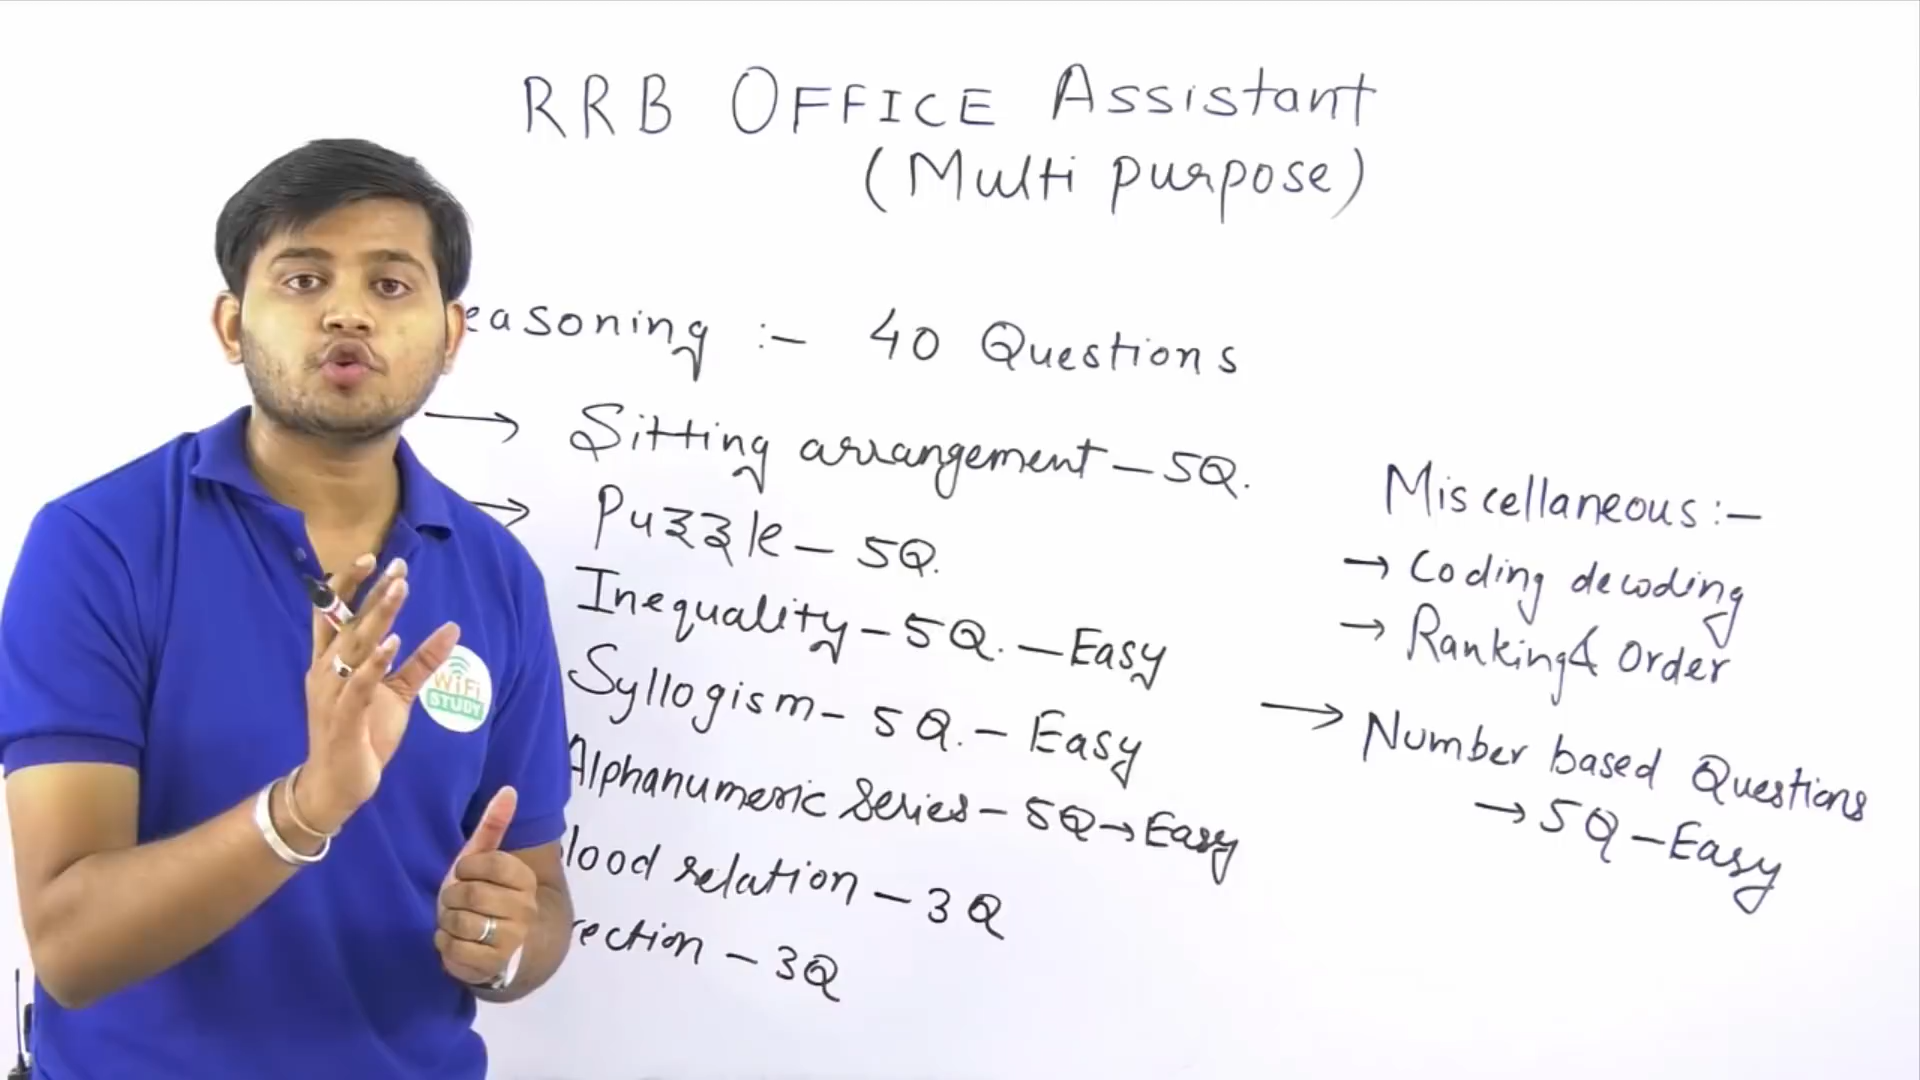 RRB OFFICE Assistant
(Multi purpose)
easoning :- 40 Questions
→ Sitting arrangement - 5Q.
→ Puzzle - 5Q.
Inequality - 5Q. - Easy
Syllogism - 5Q. - Easy
Alphanumeric Series - 5Q → Easy
lood relation - 3Q
rection - 3Q
Miscellaneous :-
→ Coding decoding
→ Ranking & Order
→ Number based Questions
→ 5Q - Easy
WiFi
STUDY